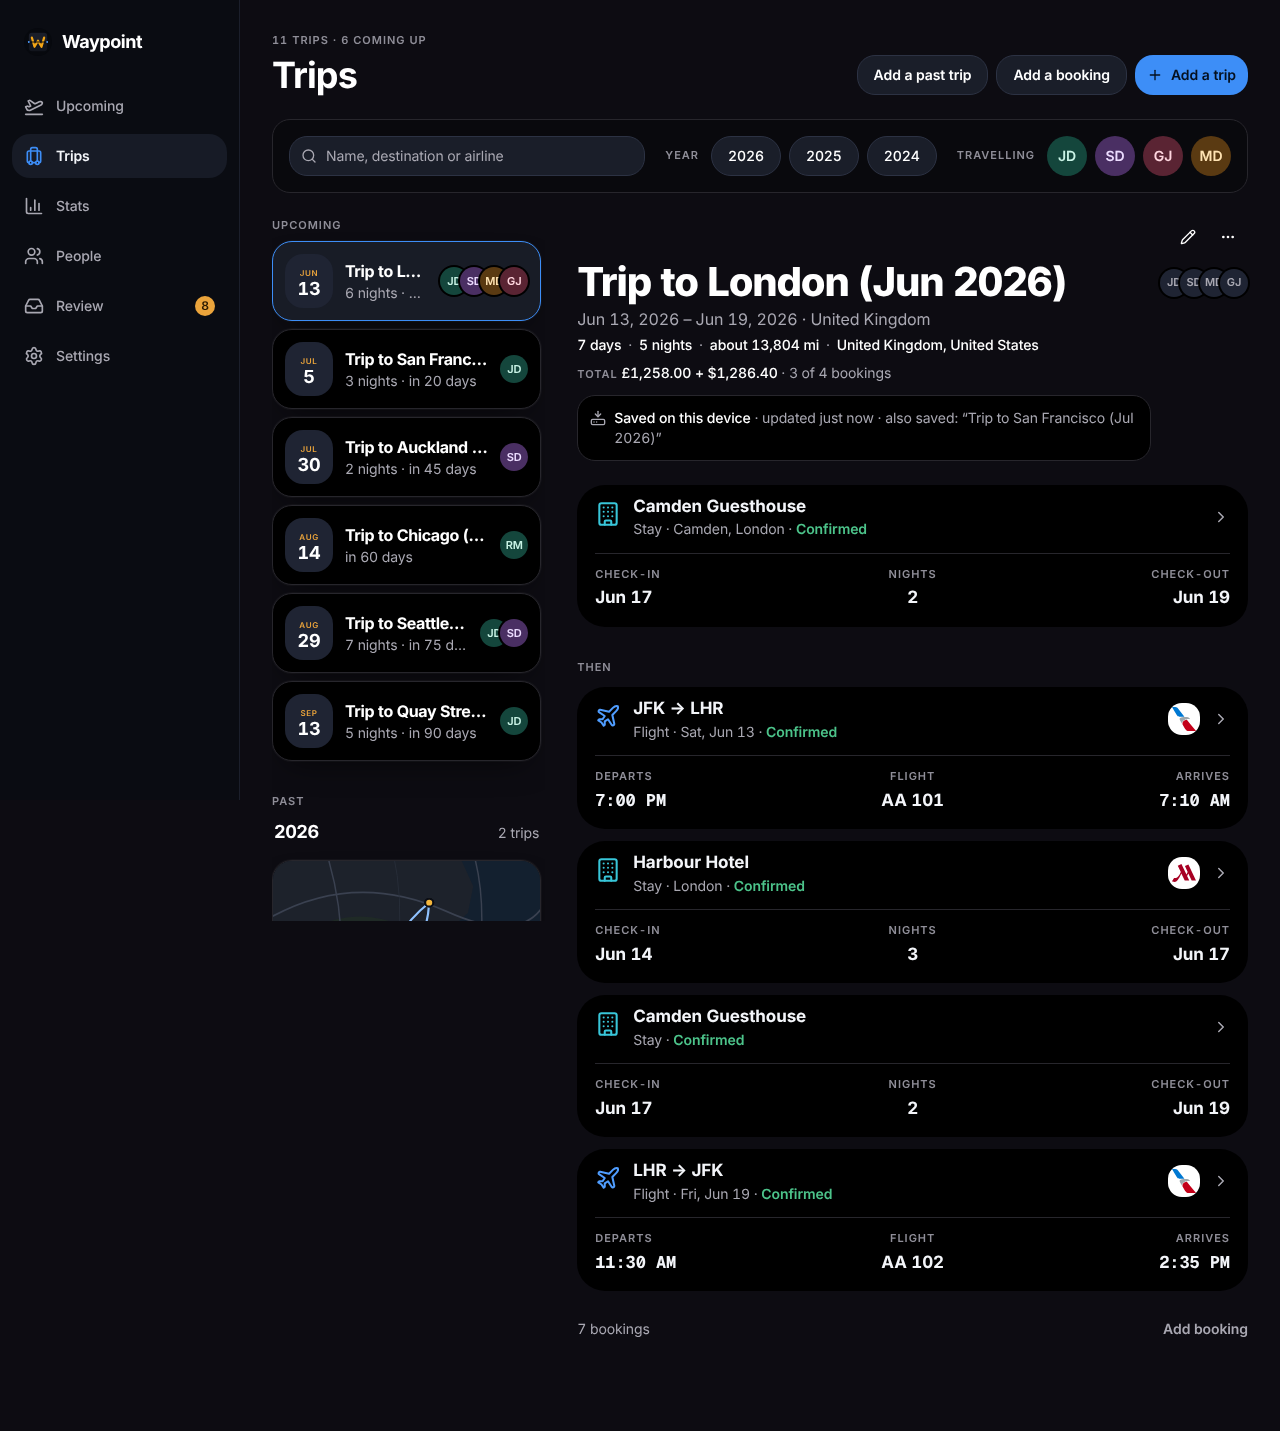 Waypoint
Upcoming
Trips
Stats
People
Review
8
Settings
11 TRIPS · 6 COMING UP
Trips
Add a past trip
Add a booking
Add a trip
Name, destination or airline
YEAR
2026
2025
2024
TRAVELLING
JD
SD
GJ
MD
UPCOMING
JUN
13
Trip to L...
6 nights · ...
SD
GJ
JUL
5
Trip to San Franc...
3 nights · in 20 days
JD
JUL
30
Trip to Auckland ...
2 nights · in 45 days
SD
AUG
14
Trip to Chicago (...
in 60 days
RM
AUG
29
Trip to Seattle...
7 nights · in 75 d...
SD
SEP
13
Trip to Quay Stre...
5 nights · in 90 days
JD
PAST
2026
2 trips
Trip to London (Jun 2026)
GJ
Jun 13, 2026 – Jun 19, 2026 · United Kingdom
7 days · 5 nights · about 13,804 mi · United Kingdom, United States
TOTAL £1,258.00 + $1,286.40 · 3 of 4 bookings
Saved on this device · updated just now · also saved: “Trip to San Francisco (Jul
2026)”
Camden Guesthouse
Stay · Camden, London · Confirmed
CHECK-IN
NIGHTS
CHECK-OUT
Jun 17
2
Jun 19
THEN
JFK → LHR
Flight · Sat, Jun 13 · Confirmed
DEPARTS
FLIGHT
ARRIVES
7:00 PM
AA 101
7:10 AM
Harbour Hotel
Stay · London · Confirmed
CHECK-IN
NIGHTS
CHECK-OUT
Jun 14
3
Jun 17
Camden Guesthouse
Stay · Confirmed
CHECK-IN
NIGHTS
CHECK-OUT
Jun 17
2
Jun 19
LHR → JFK
Flight · Fri, Jun 19 · Confirmed
DEPARTS
FLIGHT
ARRIVES
11:30 AM
AA 102
2:35 PM
7 bookings
Add booking